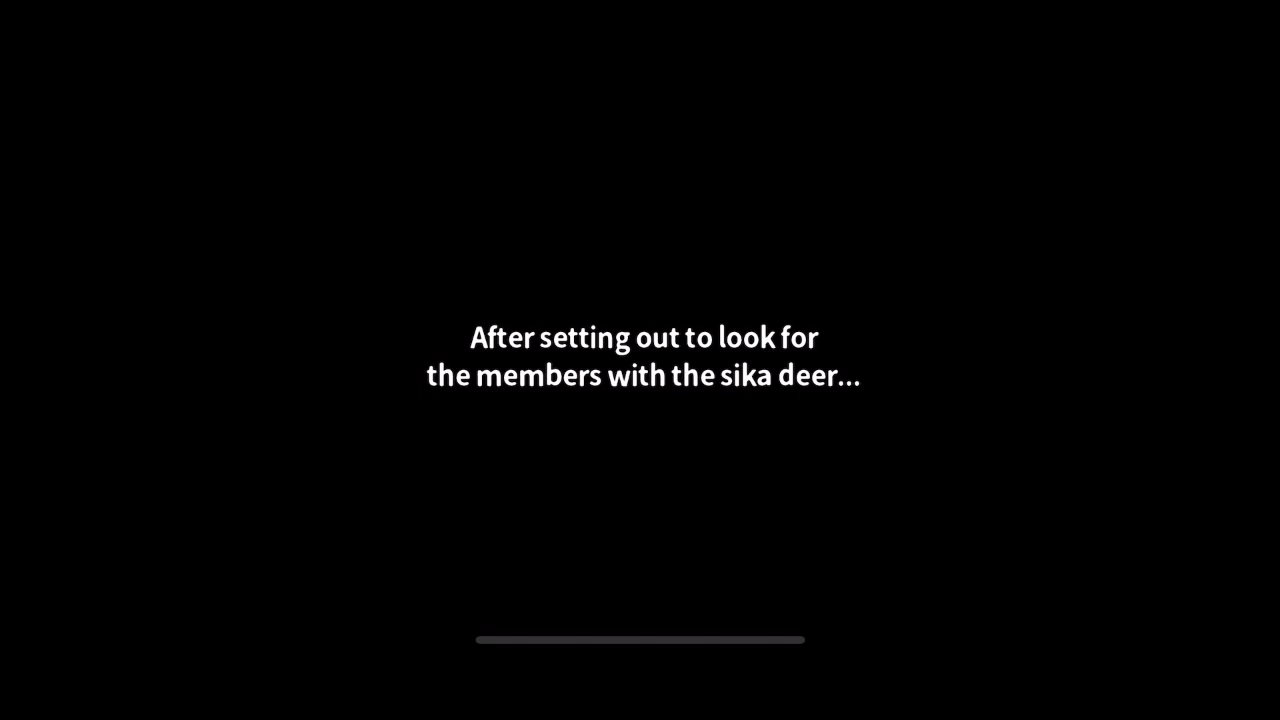 After setting out to look for
the members with the sika deer...